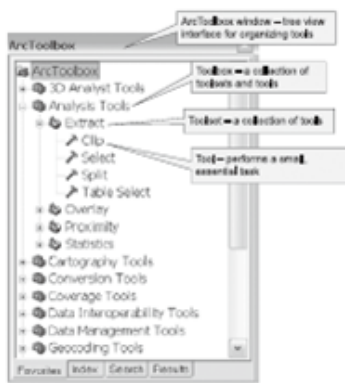 ArcToolbox window – tree view
interface for organizing tools
ArcToolbox
ArcToolbox
3D Analyst Tools
Analysis Tools
Extract
Clip
Select
Split
Table Select
Overlay
Proximity
Statistics
Cartography Tools
Conversion Tools
Coverage Tools
Data Interoperability Tools
Data Management Tools
Geocoding Tools
Favorites Index Search Results
Toolbox – a collection of
toolsets and tools
Toolset – a collection of tools
Tool – performs a small,
essential task